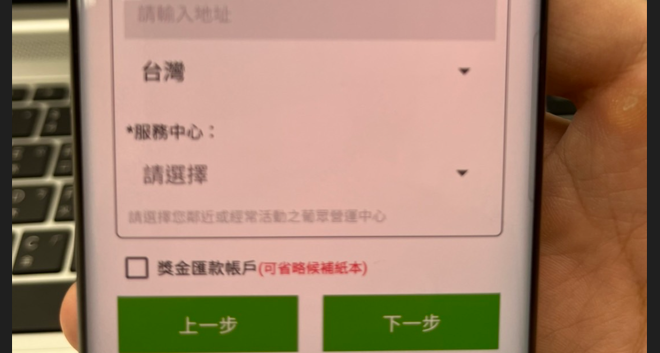 請輸入地址
台灣
*服務中心：
請選擇
請選擇您鄰近或經常活動之葡眾營運中心
獎金匯款帳戶(可省略候補紙本)
上一步 下一步